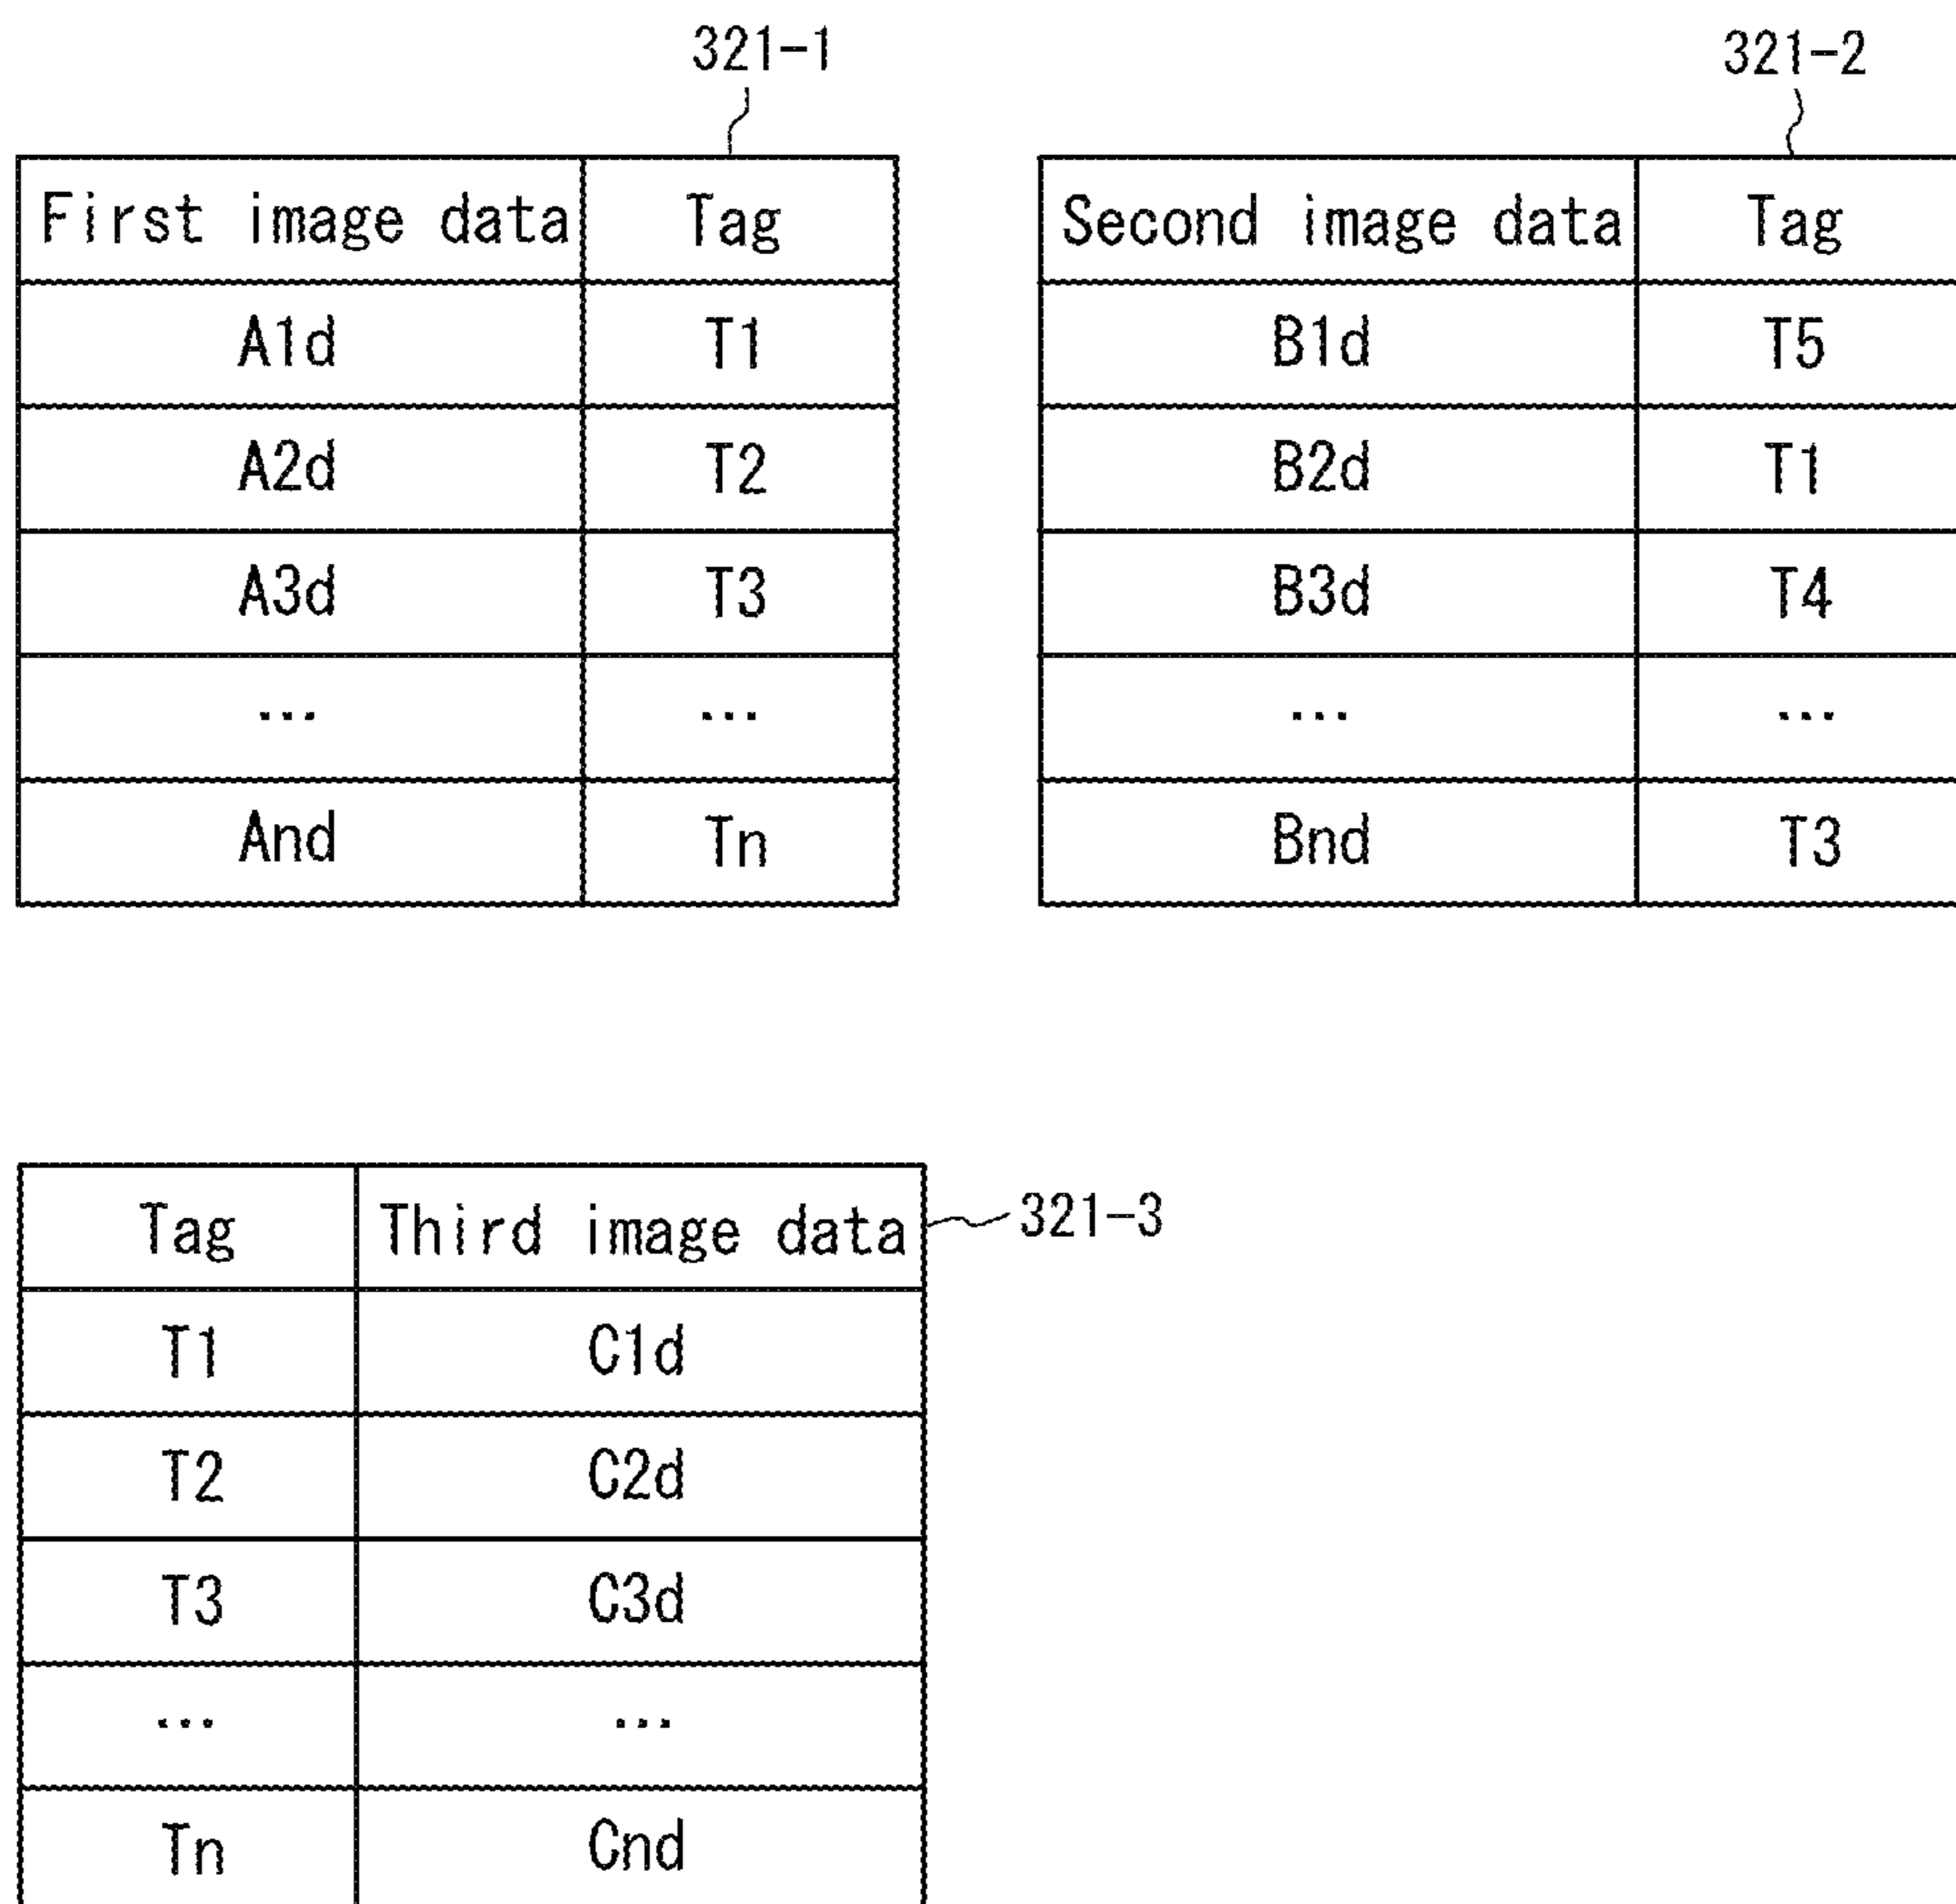 321-1
First image data Tag
A1d T1
A2d T2
A3d T3
... ...
And Tn
321-2
Second image data Tag
B1d T5
B2d T1
B3d T4
... ...
Bnd T3
321-3
Tag Third image data
T1 C1d
T2 C2d
T3 C3d
... ...
Tn Cnd